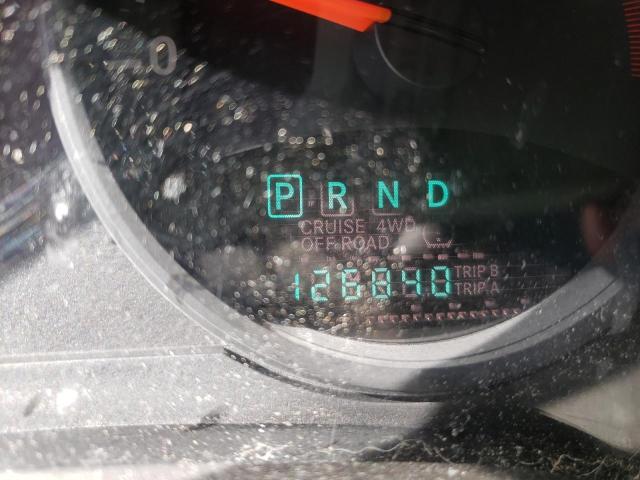 0
P R N D
CRUISE 4WD
OFF ROAD
126840 TRIP B
TRIP A